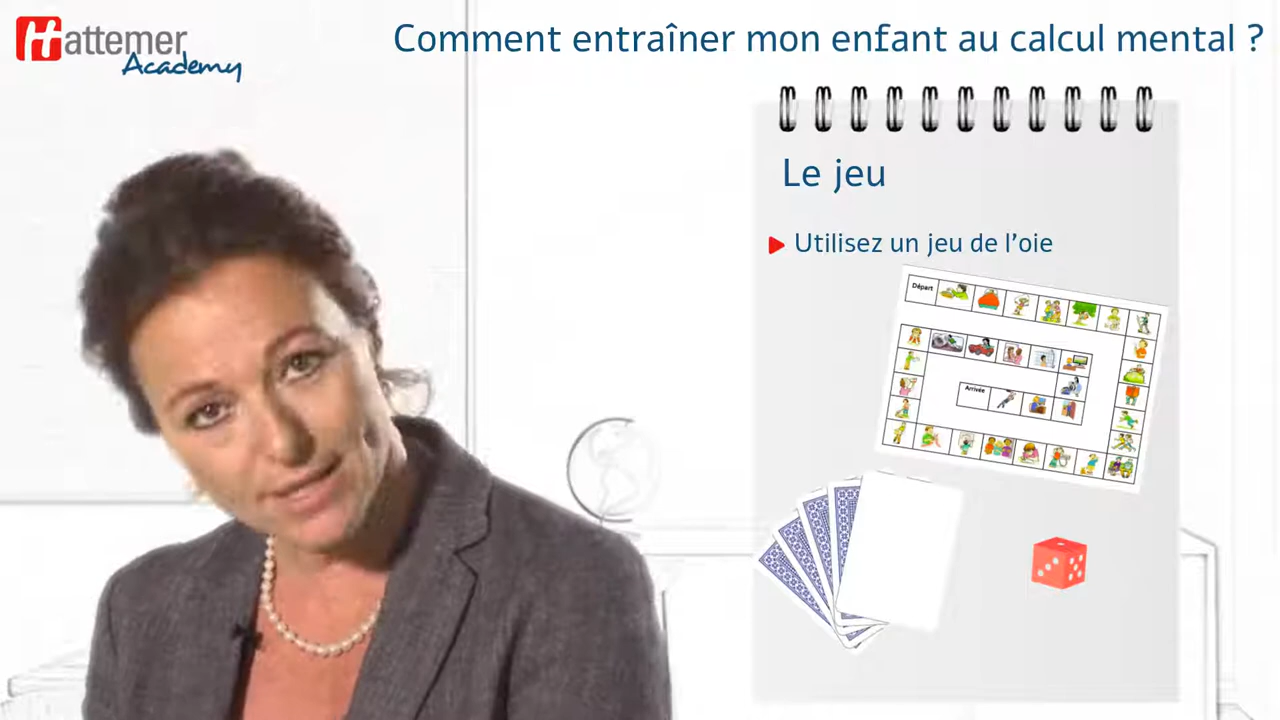 Hattemer
Academy
Comment entraîner mon enfant au calcul mental ?
Le jeu
Utilisez un jeu de l'oie
Départ
Arrivée